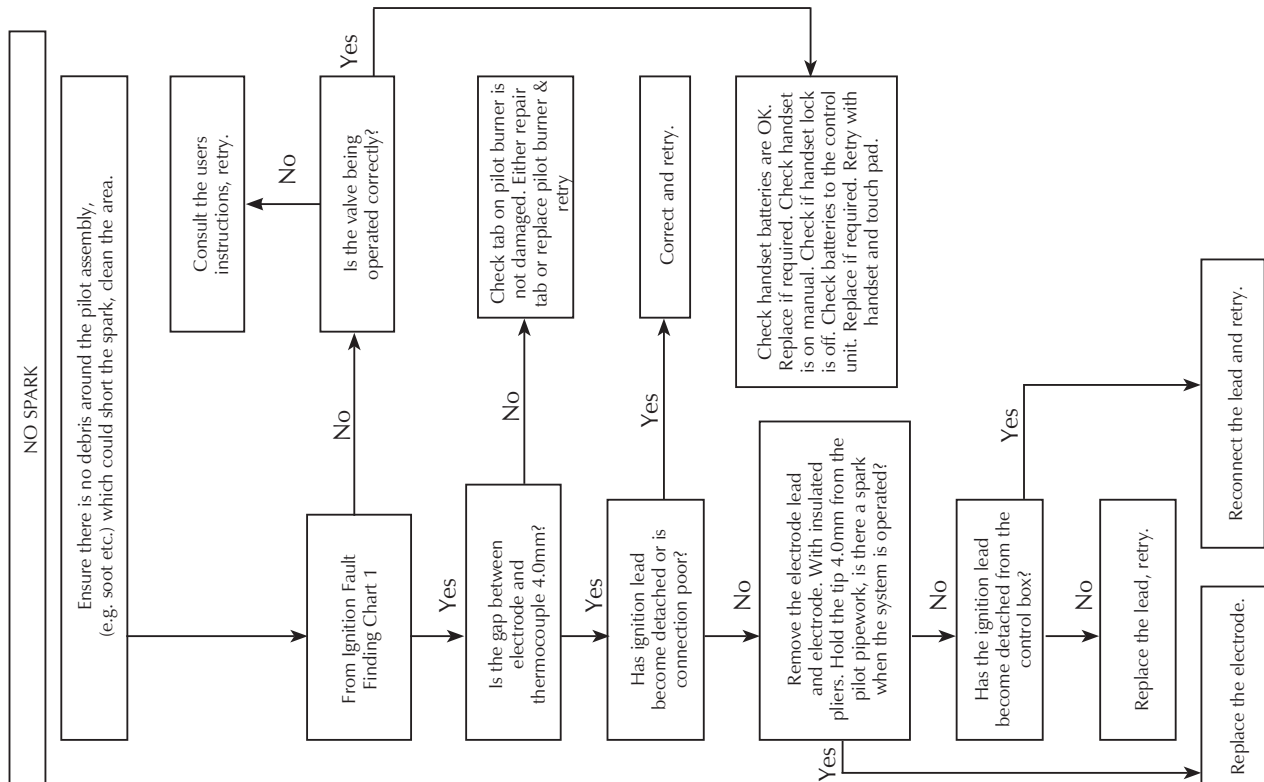 NO SPARK
Ensure there is no debris around the pilot assembly,
(e.g. soot etc.) which could short the spark, clean the area.
From Ignition Fault
Finding Chart 1
No
Is the valve being
operated correctly?
No
Consult the users
instructions, retry.
Yes
Yes
Is the gap between
electrode and
thermocouple 4.0mm?
No
Check tab on pilot burner is
not damaged. Either repair
tab or replace pilot burner &
retry
Yes
Has ignition lead
become detached or is
connection poor?
Yes
Correct and retry.
No
Remove the electrode lead
and electrode. With insulated
pliers. Hold the tip 4.0mm from the
pilot pipework, is there a spark
when the system is operated?
Check handset batteries are OK.
Replace if required. Check handset
is on manual. Check if handset lock
is off. Check batteries to the control
unit. Replace if required. Retry with
handset and touch pad.
No
Has the ignition lead
become detached from the
control box?
Yes
No
Replace the lead, retry.
Yes
Replace the electrode.
Reconnect the lead and retry.